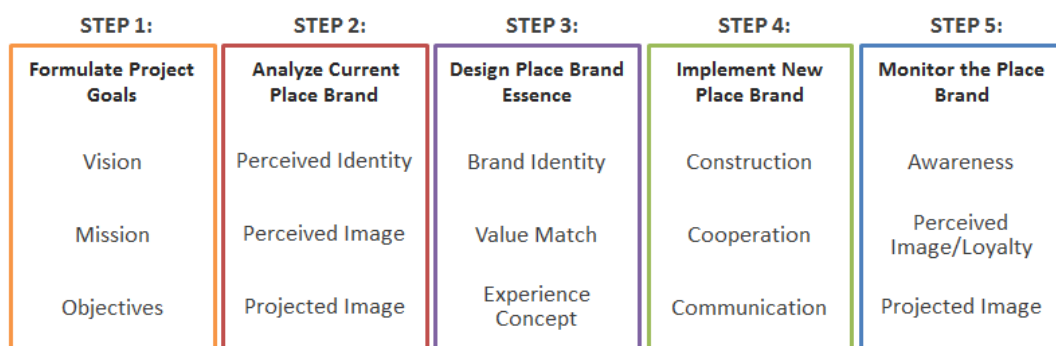 STEP 1:
Formulate Project
Goals
Vision
Mission
Objectives
STEP 2:
Analyze Current
Place Brand
Perceived Identity
Perceived Image
Projected Image
STEP 3:
Design Place Brand
Essence
Brand Identity
Value Match
Experience
Concept
STEP 4:
Implement New
Place Brand
Construction
Cooperation
Communication
STEP 5:
Monitor the Place
Brand
Awareness
Perceived
Image/Loyalty
Projected Image